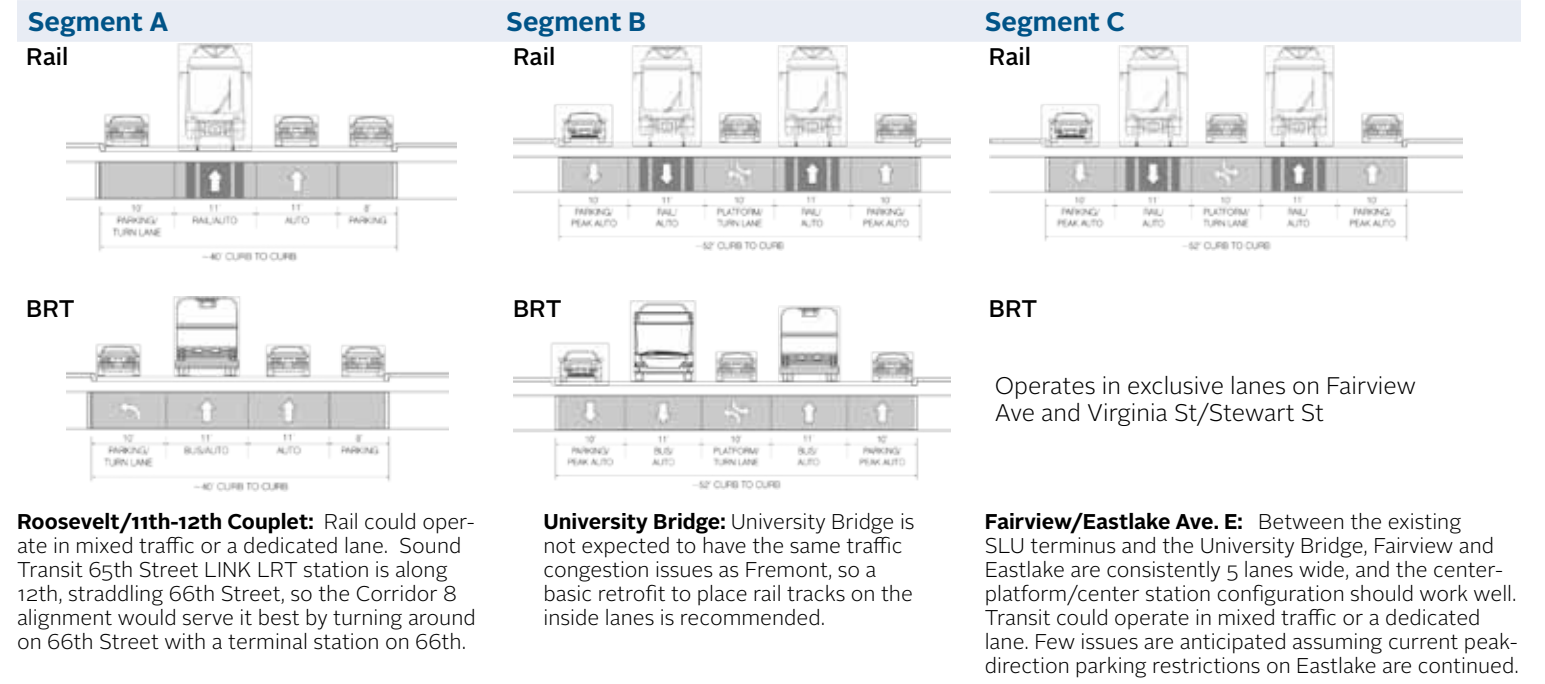 Segment A
Segment B
Segment C
Rail
Rail
Rail
10' 11' 11' 8'
PARKING/ RAIL/AUTO AUTO PARKING
TURN LANE
~40' CURB TO CURB
10' 11' 10' 11' 10'
PARKING/ RAIL/ PLATFORM/ RAIL/ PARKING/
PEAK AUTO AUTO TURN LANE AUTO PEAK AUTO
~52' CURB TO CURB
10' 11' 10' 11' 10'
PARKING/ RAIL/ PLATFORM/ RAIL/ PARKING/
PEAK AUTO AUTO TURN LANE AUTO PEAK AUTO
~52' CURB TO CURB
BRT
BRT
BRT
10' 11' 11' 8'
PARKING/ BUS/AUTO AUTO PARKING
TURN LANE
~40' CURB TO CURB
10' 11' 10' 11' 10'
PARKING/ BUS/ PLATFORM/ BUS/ PARKING/
PEAK AUTO AUTO TURN LANE AUTO PEAK AUTO
~52' CURB TO CURB
Operates in exclusive lanes on Fairview
Ave and Virginia St/Stewart St
Roosevelt/11th-12th Couplet: Rail could oper-
ate in mixed traffic or a dedicated lane. Sound
Transit 65th Street LINK LRT station is along
12th, straddling 66th Street, so the Corridor 8
alignment would serve it best by turning around
on 66th Street with a terminal station on 66th.
University Bridge: University Bridge is
not expected to have the same traffic
congestion issues as Fremont, so a
basic retrofit to place rail tracks on the
inside lanes is recommended.
Fairview/Eastlake Ave. E: Between the existing
SLU terminus and the University Bridge, Fairview and
Eastlake are consistently 5 lanes wide, and the center-
platform/center station configuration should work well.
Transit could operate in mixed traffic or a dedicated
lane. Few issues are anticipated assuming current peak-
direction parking restrictions on Eastlake are continued.